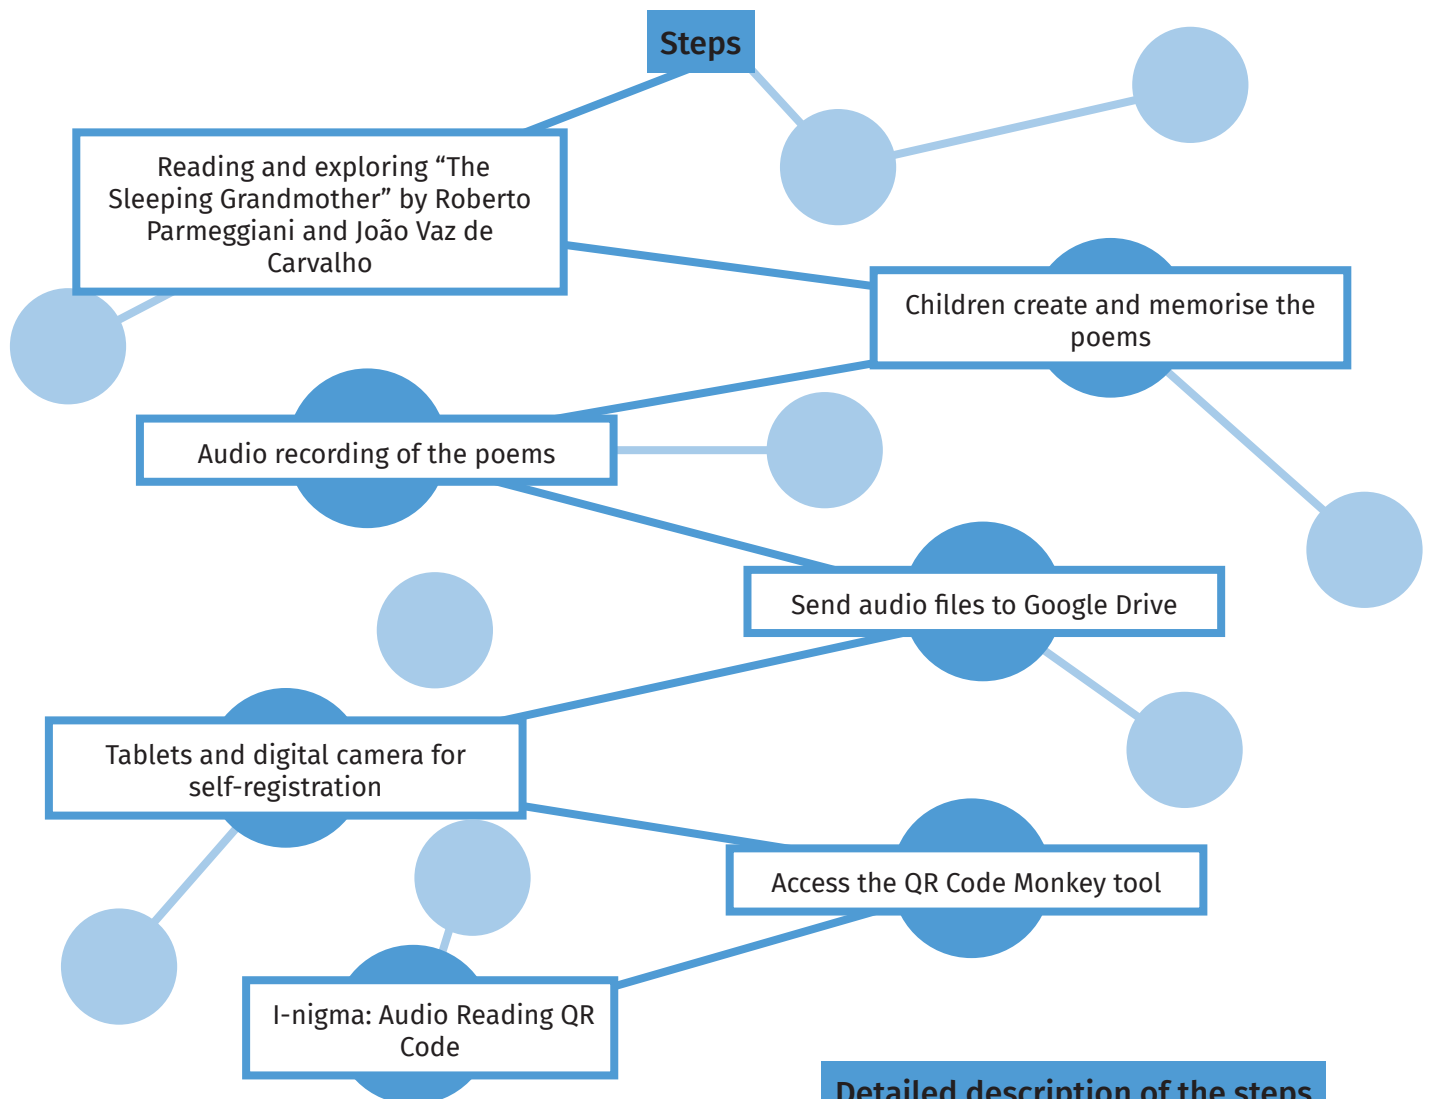 Steps
Reading and exploring “The
Sleeping Grandmother” by Roberto
Parmeggiani and João Vaz de
Carvalho
Children create and memorise the
poems
Audio recording of the poems
Send audio files to Google Drive
Tablets and digital camera for
self-registration
Access the QR Code Monkey tool
I-nigma: Audio Reading QR
Code
Detailed description of the steps